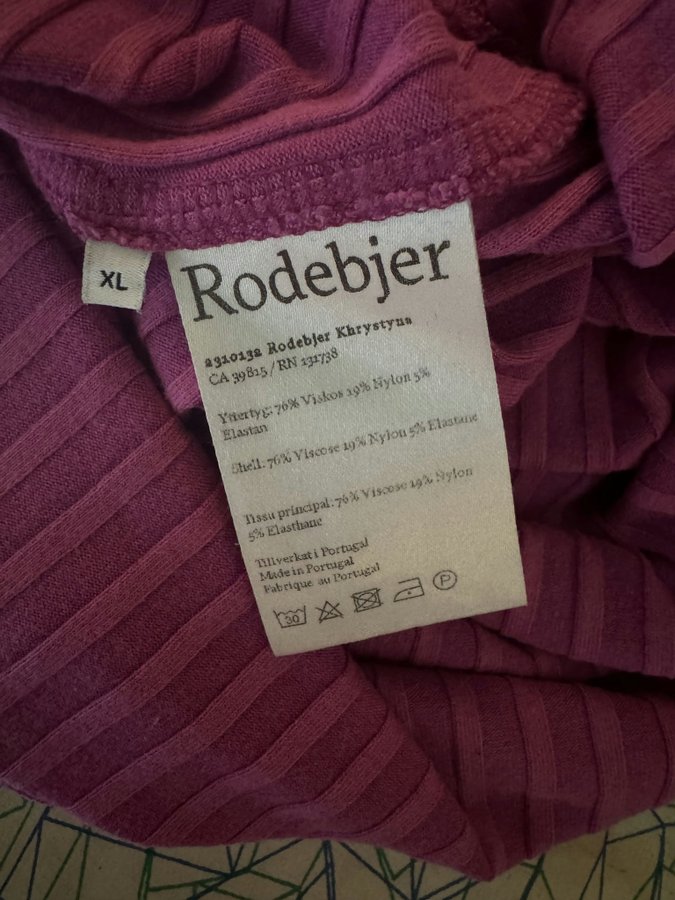 XL
Rodebjer
2310132 Rodebjer Khrystyna
CA 39815 / RN 131738
Yttertyg: 76% Viskos 19% Nylon 5%
Elastan
Shell: 76% Viscose 19% Nylon 5% Elastane
Tissu principal: 76% Viscose 19% Nylon
5% Elasthane
Tillverkat i Portugal
Made in Portugal
Fabrique au Portugal
30 P